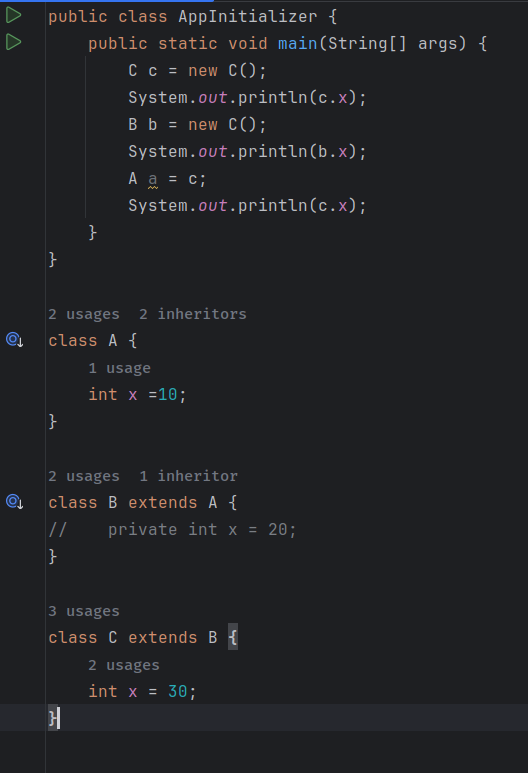 public class AppInitializer {
    public static void main(String[] args) {
        C c = new C();
        System.out.println(c.x);
        B b = new C();
        System.out.println(b.x);
        A a = c;
        System.out.println(c.x);
    }
}
2 usages  2 inheritors
class A {
    1 usage
    int x =10;
}
2 usages  1 inheritor
class B extends A {
//    private int x = 20;
}
3 usages
class C extends B {
    2 usages
    int x = 30;
}